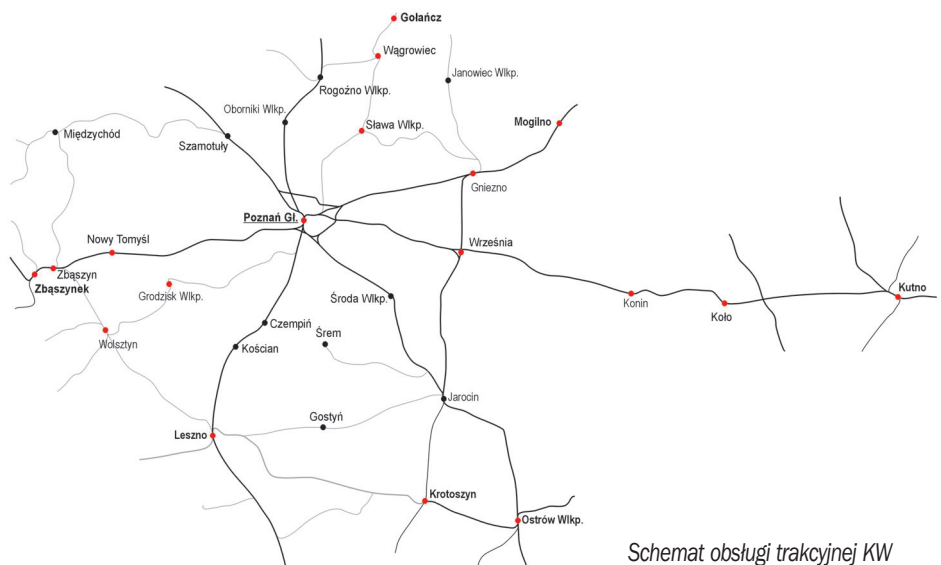 Gołańcz
Wągrowiec
Janowiec Wlkp.
Rogoźno Wlkp.
Oborniki Wlkp.
Mogilno
Sława Wlkp.
Międzychód
Szamotuły
Gniezno
Poznań Gł.
Nowy Tomyśl
Września
Zbąszyn
Zbąszynek
Grodzisk Wlkp.
Środa Wlkp.
Konin
Koło
Kutno
Czempiń
Śrem
Wolsztyn
Kościan
Jarocin
Gostyń
Leszno
Krotoszyn
Ostrów Wlkp.
Schemat obsługi trakcyjnej KW